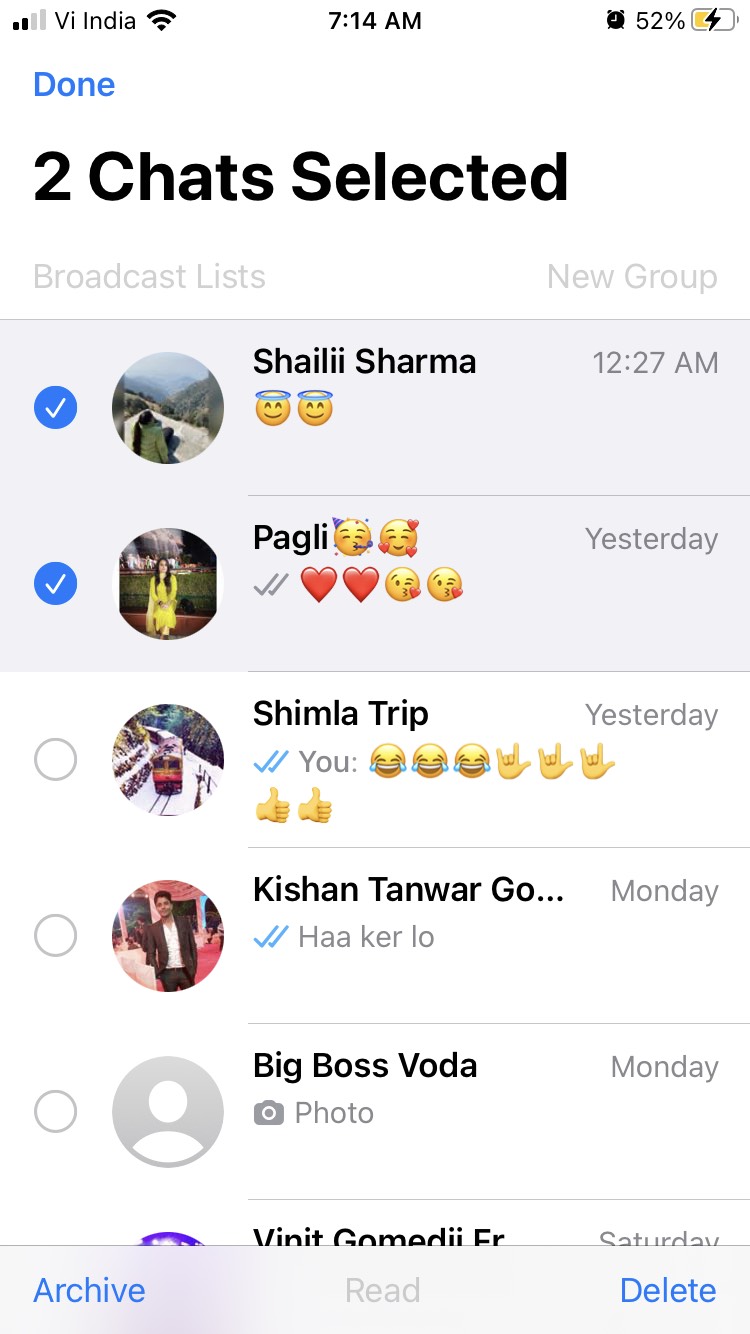 Vi India 7:14 AM 52%
Done
2 Chats Selected
Broadcast Lists New Group
Shailii Sharma 12:27 AM
😇😇
Pagli🥳🥰 Yesterday
❤️❤️😘😘
Shimla Trip Yesterday
You: 😂😂😂🤟🤟🤟
👍👍
Kishan Tanwar Go... Monday
Haa ker lo
Big Boss Voda Monday
Photo
Vinit Gomedii Fr Saturday
Archive Read Delete